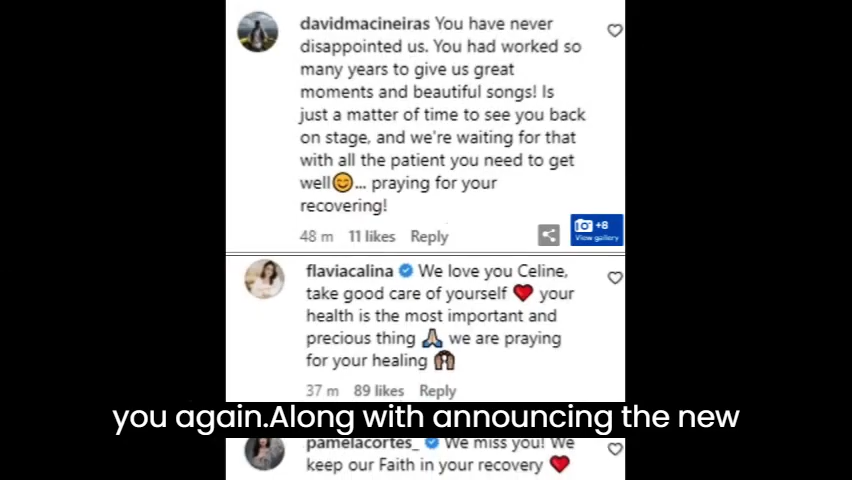 davidmacineiras You have never
disappointed us. You had worked so
many years to give us great
moments and beautiful songs! Is
just a matter of time to see you back
on stage, and we're waiting for that
with all the patient you need to get
well😊... praying for your
recovering!
48 m 11 likes Reply
+8
View gallery
flaviacalina We love you Celine,
take good care of yourself ❤️ your
health is the most important and
precious thing 🙏 we are praying
for your healing 🙌
37 m 89 likes Reply
you again.Along with announcing the new
pamelacortes_ We miss you! We
keep our Faith in your recovery ❤️